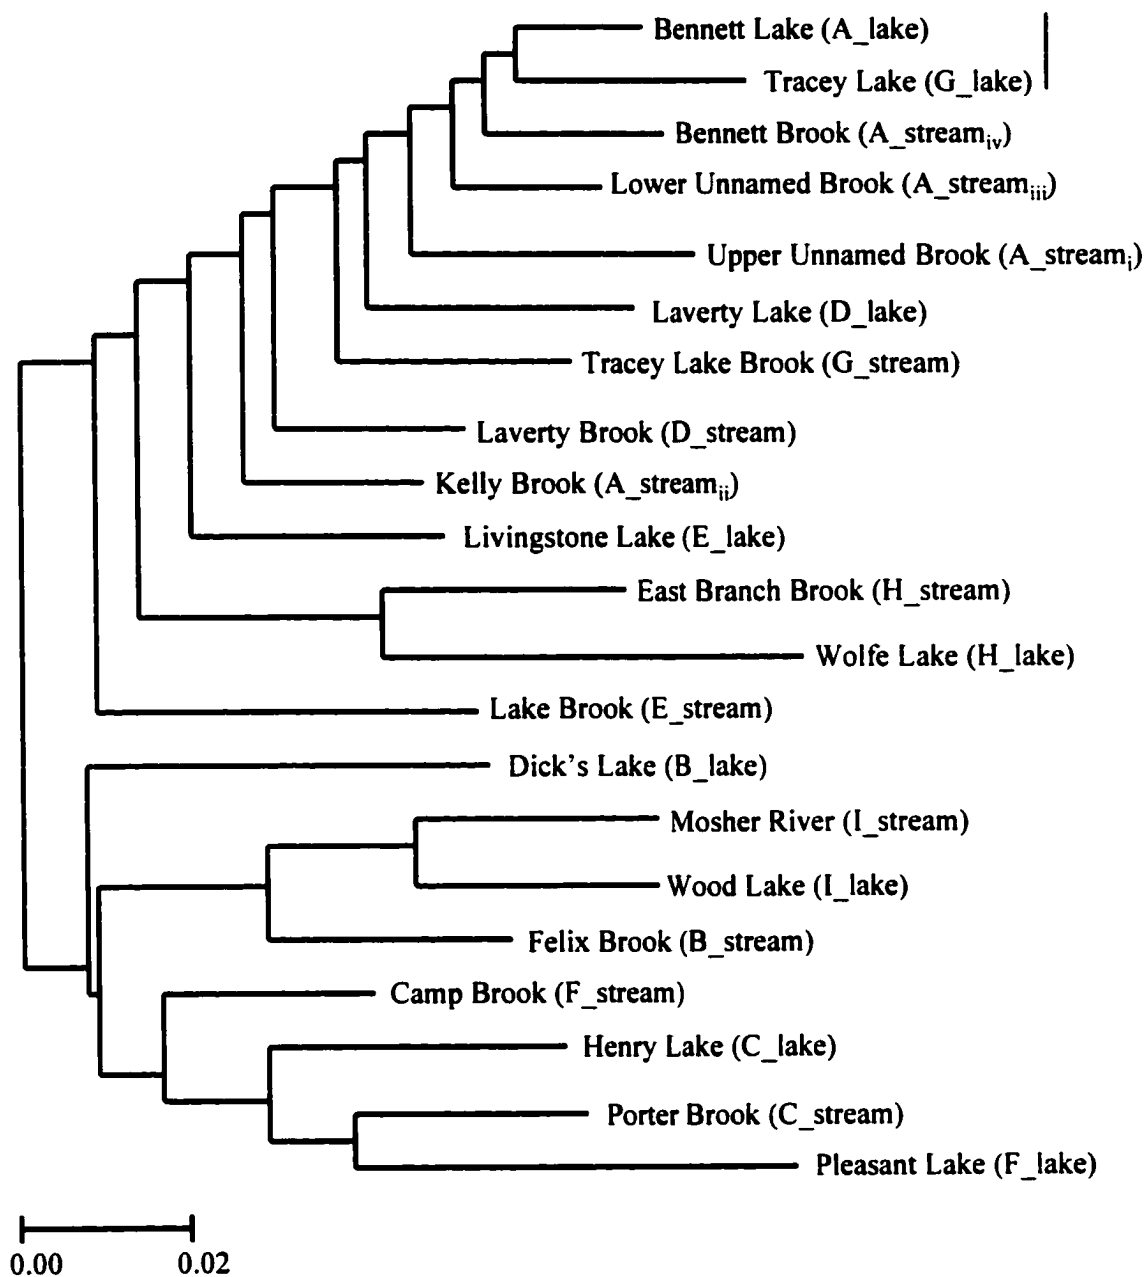 Bennett Lake (A_lake)
Tracey Lake (G_lake)
Bennett Brook (A_streamiv)
Lower Unnamed Brook (A_streamiii)
Upper Unnamed Brook (A_streami)
Laverty Lake (D_lake)
Tracey Lake Brook (G_stream)
Laverty Brook (D_stream)
Kelly Brook (A_streamii)
Livingstone Lake (E_lake)
East Branch Brook (H_stream)
Wolfe Lake (H_lake)
Lake Brook (E_stream)
Dick's Lake (B_lake)
Mosher River (I_stream)
Wood Lake (I_lake)
Felix Brook (B_stream)
Camp Brook (F_stream)
Henry Lake (C_lake)
Porter Brook (C_stream)
Pleasant Lake (F_lake)
0.00 0.02